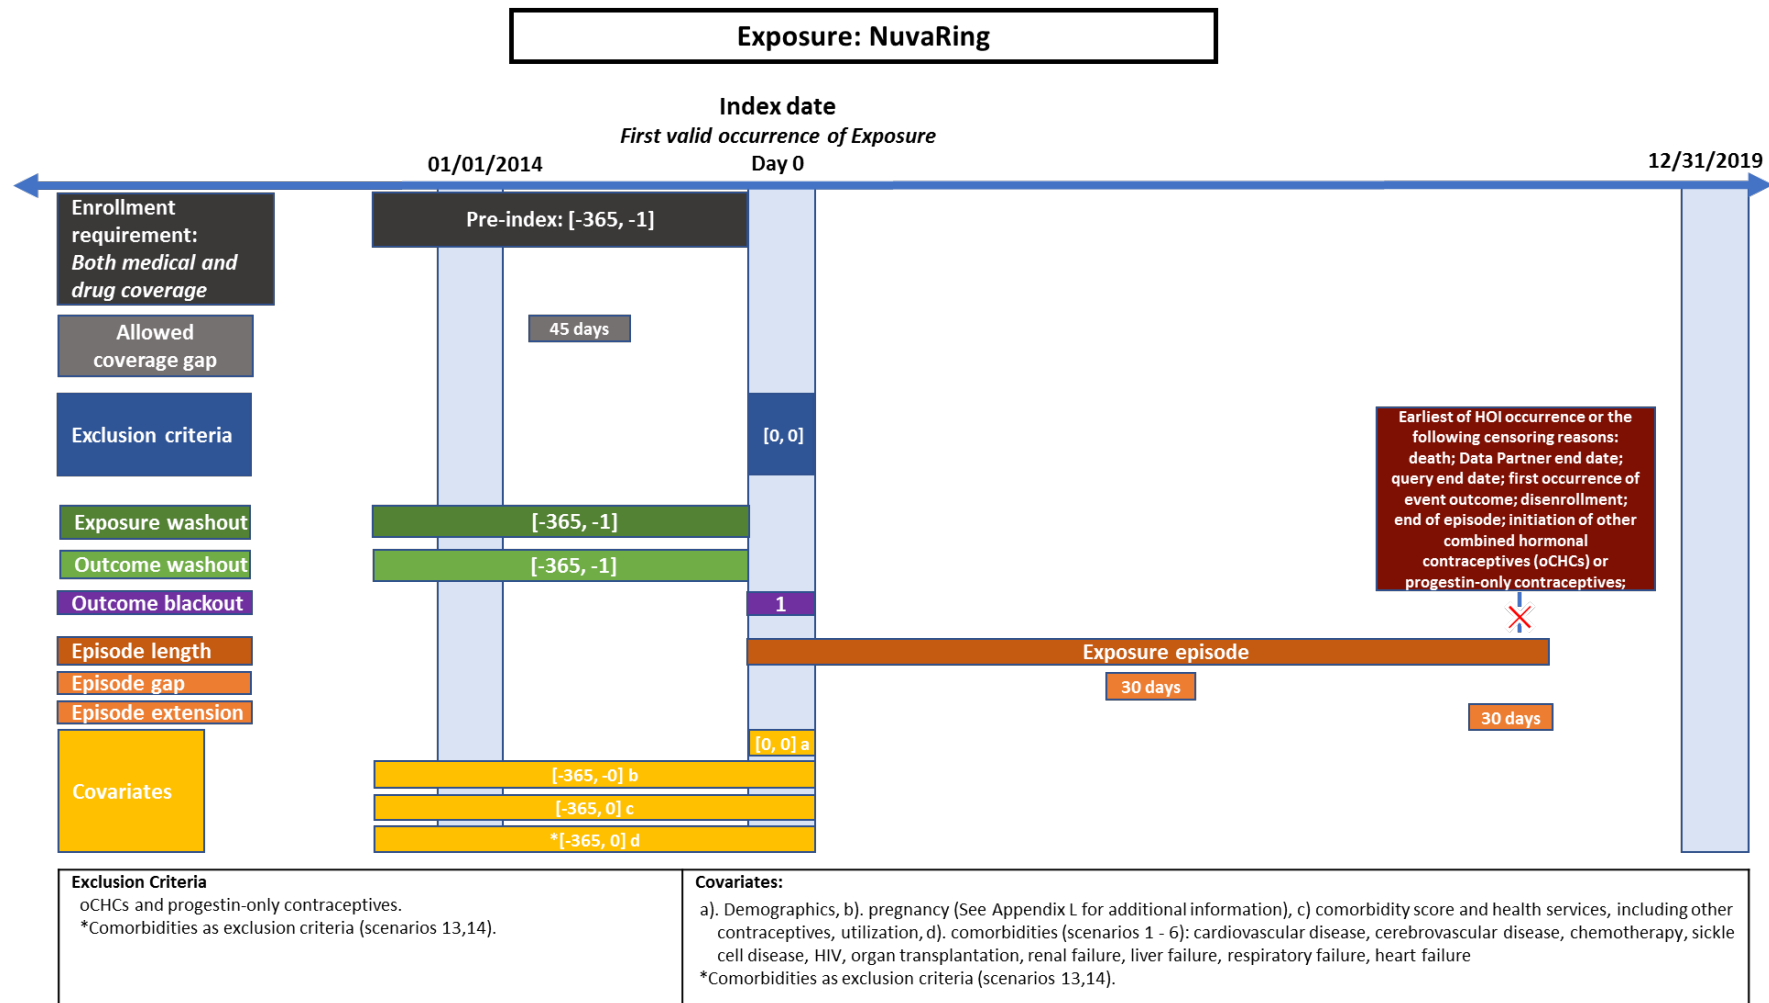 Exposure: NuvaRing
Index date
First valid occurrence of Exposure
01/01/2014
Day 0
12/31/2019
Enrollment
requirement:
Both medical and
drug coverage
Pre-index: [-365, -1]
Allowed
coverage gap
45 days
Exclusion criteria
[0, 0]
Earliest of HOI occurrence or the
following censoring reasons:
death; Data Partner end date;
query end date; first occurrence of
event outcome; disenrollment;
end of episode; initiation of other
combined hormonal
contraceptives (oCHCs) or
progestin-only contraceptives;
Exposure washout
[-365, -1]
Outcome washout
[-365, -1]
Outcome blackout
1
Episode length
Exposure episode
Episode gap
30 days
Episode extension
30 days
Covariates
[0, 0] a
[-365, -0] b
[-365, 0] c
*[-365, 0] d
Exclusion Criteria
oCHCs and progestin-only contraceptives.
*Comorbidities as exclusion criteria (scenarios 13,14).
Covariates:
a). Demographics, b). pregnancy (See Appendix L for additional information), c) comorbidity score and health services, including other
contraceptives, utilization, d). comorbidities (scenarios 1 - 6): cardiovascular disease, cerebrovascular disease, chemotherapy, sickle
cell disease, HIV, organ transplantation, renal failure, liver failure, respiratory failure, heart failure
*Comorbidities as exclusion criteria (scenarios 13,14).